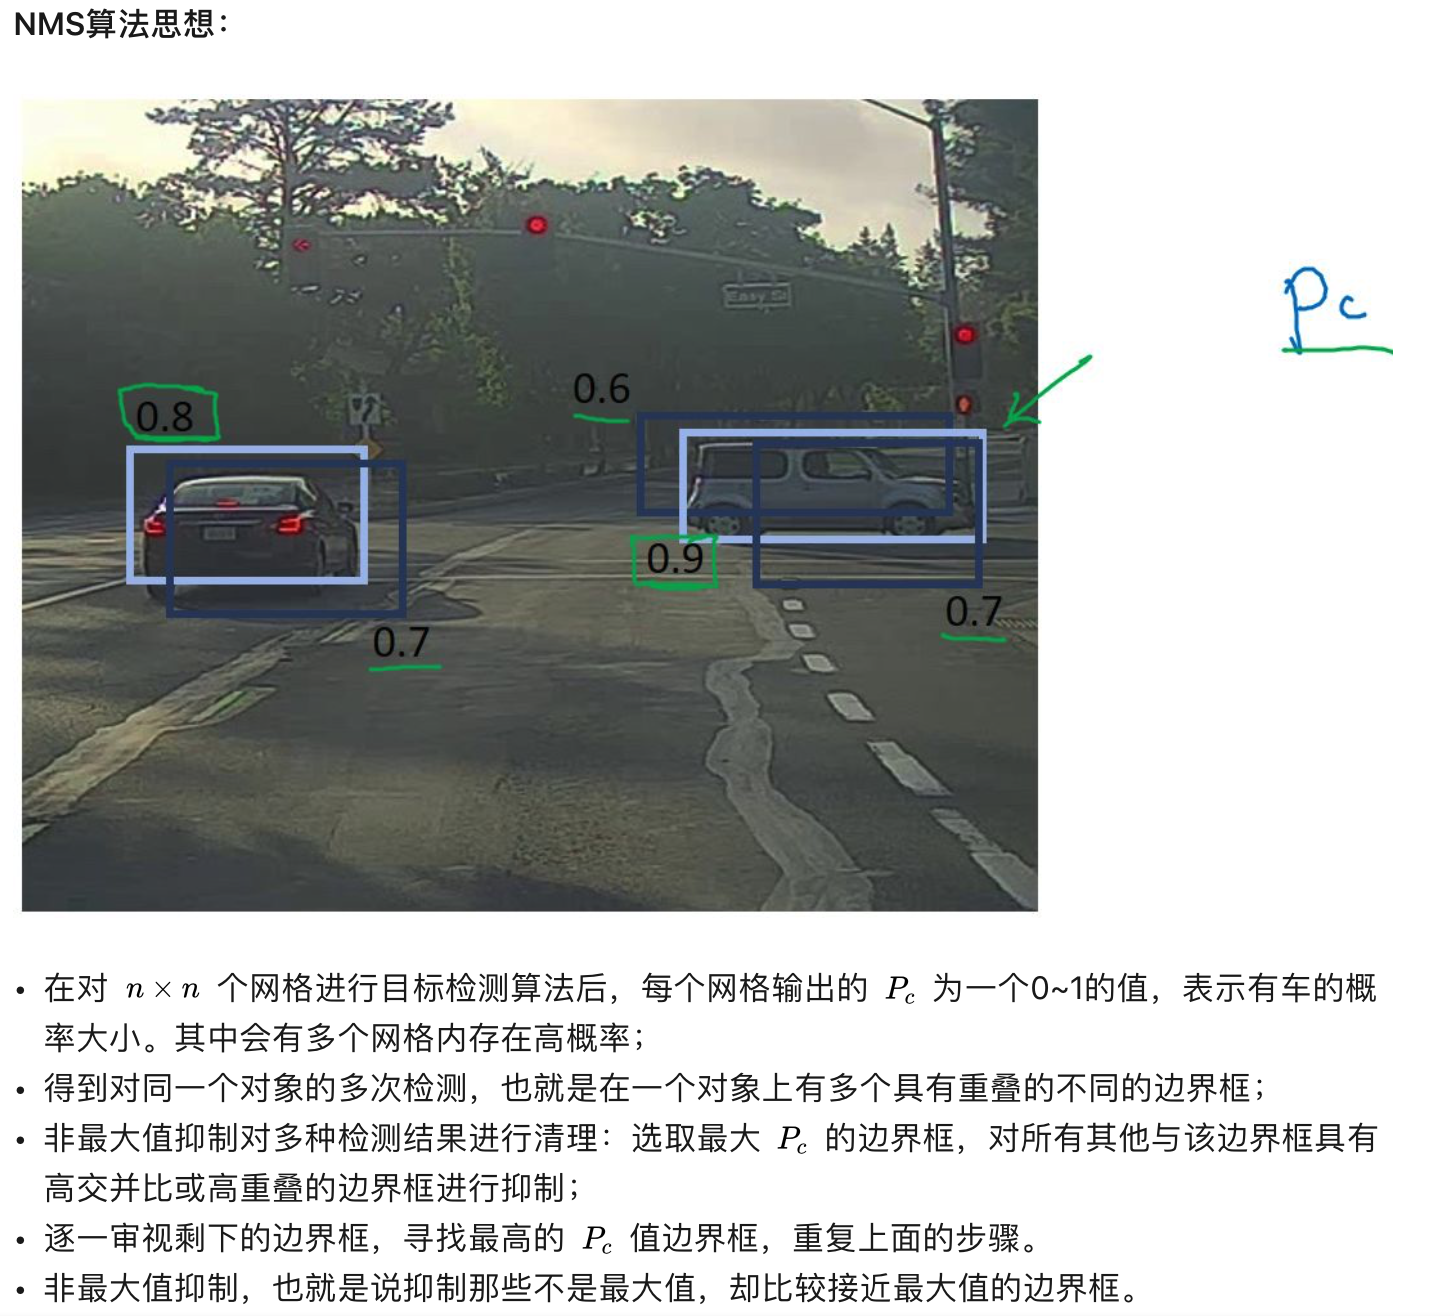 NMS算法思想：
Pc
Easy St
0.6
0.8
0.9
0.7
0.7
• 在对 n × n 个网格进行目标检测算法后，每个网格输出的 Pc 为一个0~1的值，表示有车的概
率大小。其中会有多个网格内存在高概率；
• 得到对同一个对象的多次检测，也就是在一个对象上有多个具有重叠的不同的边界框；
• 非最大值抑制对多种检测结果进行清理：选取最大 Pc 的边界框，对所有其他与该边界框具有
高交并比或高重叠的边界框进行抑制；
• 逐一审视剩下的边界框，寻找最高的 Pc 值边界框，重复上面的步骤。
• 非最大值抑制，也就是说抑制那些不是最大值，却比较接近最大值的边界框。